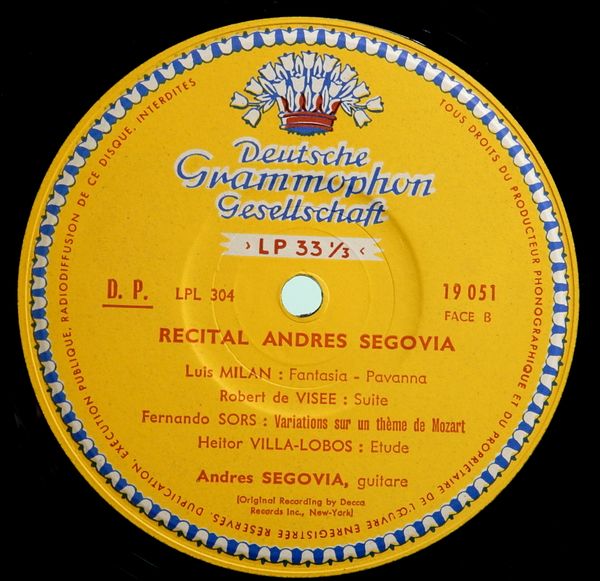 Deutsche
Grammophon
Gesellschaft
LP 33 ⅓
D. P. LPL 304
19 051
FACE B
RECITAL ANDRES SEGOVIA
Luis MILAN : Fantasia - Pavanna
Robert de VISEE : Suite
Fernando SORS : Variations sur un thème de Mozart
Heitor VILLA-LOBOS : Etude
Andres SEGOVIA, guitare
(Original Recording by Decca
Records Inc., New-York)
TOUS DROITS DU PRODUCTEUR PHONOGRAPHIQUE ET DU PROPRIÉTAIRE DE L'ŒUVRE ENREGISTRÉE RÉSERVÉS. DUPLICATION, EXÉCUTION PUBLIQUE, RADIODIFFUSION DE CE DISQUE, INTERDITES